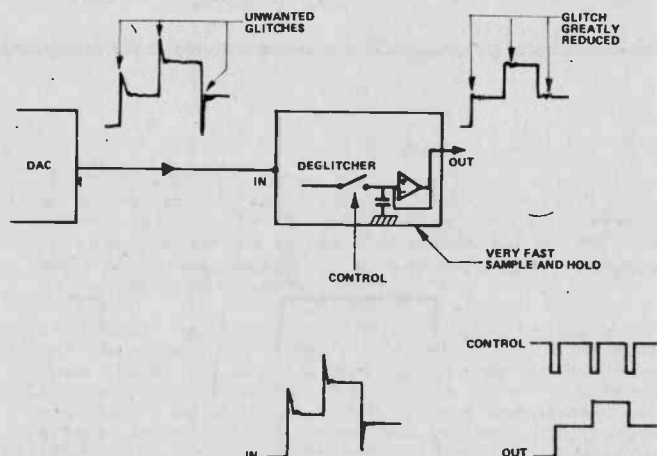 UNWANTED
GLITCHES
GLITCH
GREATLY
REDUCED
DAC
DEGLITCHER
IN
OUT
CONTROL
VERY FAST
SAMPLE AND HOLD
CONTROL
IN
OUT